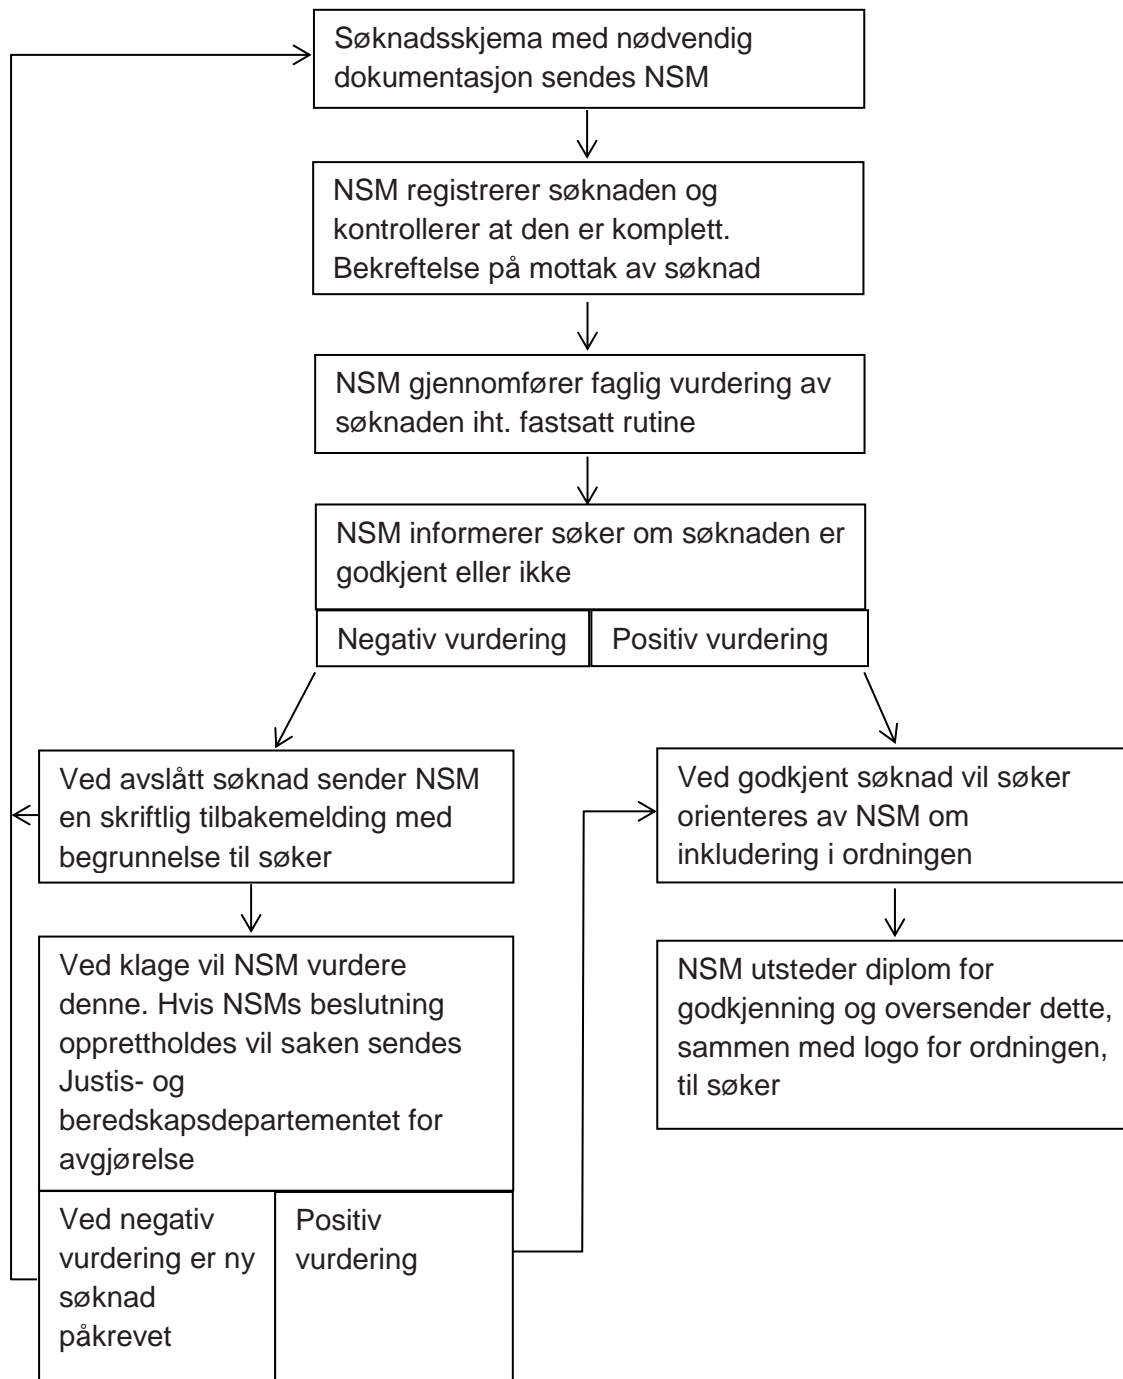 Søknadsskjema med nødvendig
dokumentasjon sendes NSM
NSM registrerer søknaden og
kontrollerer at den er komplett.
Bekreftelse på mottak av søknad
NSM gjennomfører faglig vurdering av
søknaden iht. fastsatt rutine
NSM informerer søker om søknaden er
godkjent eller ikke
Negativ vurdering
Positiv vurdering
Ved avslått søknad sender NSM
en skriftlig tilbakemelding med
begrunnelse til søker
Ved klage vil NSM vurdere
denne. Hvis NSMs beslutning
opprettholdes vil saken sendes
Justis- og
beredskapsdepartementet for
avgjørelse
Ved negativ
vurdering er ny
søknad
påkrevet
Positiv
vurdering
Ved godkjent søknad vil søker
orienteres av NSM om
inkludering i ordningen
NSM utsteder diplom for
godkjenning og oversender dette,
sammen med logo for ordningen,
til søker